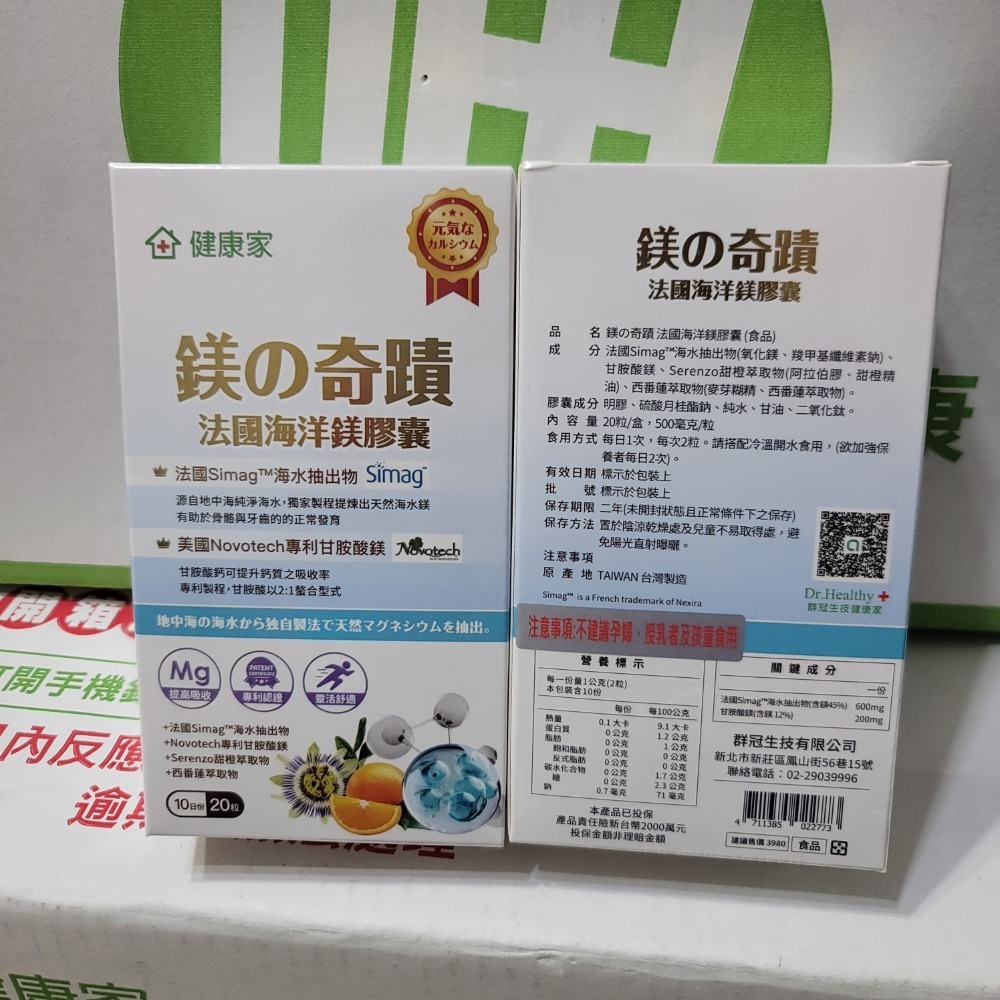 健康家
元気な
カルシウム
鎂の奇蹟
法國海洋鎂膠囊
法國Simag™海水抽出物 Simag™
源自地中海純淨海水,獨家製程提煉出天然海水鎂
有助於骨骼與牙齒的的正常發育
美國Novotech專利甘胺酸鎂 Novotech
甘胺酸鈣可提升鈣質之吸收率
專利製程,甘胺酸以2:1螯合型式
地中海の海水から独自製法で天然マグネシウムを抽出。
Mg
提高吸收
PATENT
CERTIFICATE
專利認證
靈活舒適
+法國Simag™海水抽出物
+Novotech專利甘胺酸鎂
+Serenzo甜橙萃取物
+西番蓮萃取物
10日份 20粒
鎂の奇蹟
法國海洋鎂膠囊
品 名 鎂の奇蹟 法國海洋鎂膠囊 (食品)
成 分 法國Simag™海水抽出物(氧化鎂、羧甲基纖維素鈉)、
甘胺酸鎂、Serenzo甜橙萃取物(阿拉伯膠、甜橙精
油)、西番蓮萃取物(麥芽糊精、西番蓮萃取物)。
膠囊成分 明膠、硫酸月桂酯鈉、純水、甘油、二氧化鈦。
內 容 量 20粒/盒，500毫克/粒
食用方式 每日1次，每次2粒。請搭配冷溫開水食用，(欲加強保
養者每日2次)。
有效日期 標示於包裝上
批 號 標示於包裝上
保存期限 二年(未開封狀態且正常條件下之保存)
保存方法 置於陰涼乾燥處及兒童不易取得處，避
免陽光直射曝曬。
注意事項
原 產 地 TAIWAN 台灣製造
Simag™ is a French trademark of Nexira
Dr.Healthy
群冠生技健康家
注意事項:不建議孕婦、授乳者及孩童食用
營養標示
每一份量1公克(2粒)
本包裝含10份
每份 每100公克
熱量 0.1 大卡 9.1 大卡
蛋白質 0 公克 1.2 公克
脂肪 0 公克 1 公克
飽和脂肪 0 公克 0 公克
反式脂肪 0 公克 0 公克
碳水化合物 0 公克 1.7 公克
糖 0 公克 2.3 公克
鈉 0.7 毫克 71 毫克
本產品已投保
產品責任險新台幣2000萬元
投保金額非理賠金額
關鍵成分
一份
法國Simag™海水抽出物(含鎂45%) 600mg
甘胺酸鎂(含鎂 12%) 200mg
群冠生技有限公司
新北市新莊區鳳山街56巷15號
聯絡電話：02-29039996
4 711385 022773
建議售價 3980 食品
康
開箱
打開手機錄
內反應
逾期
處理
健康家